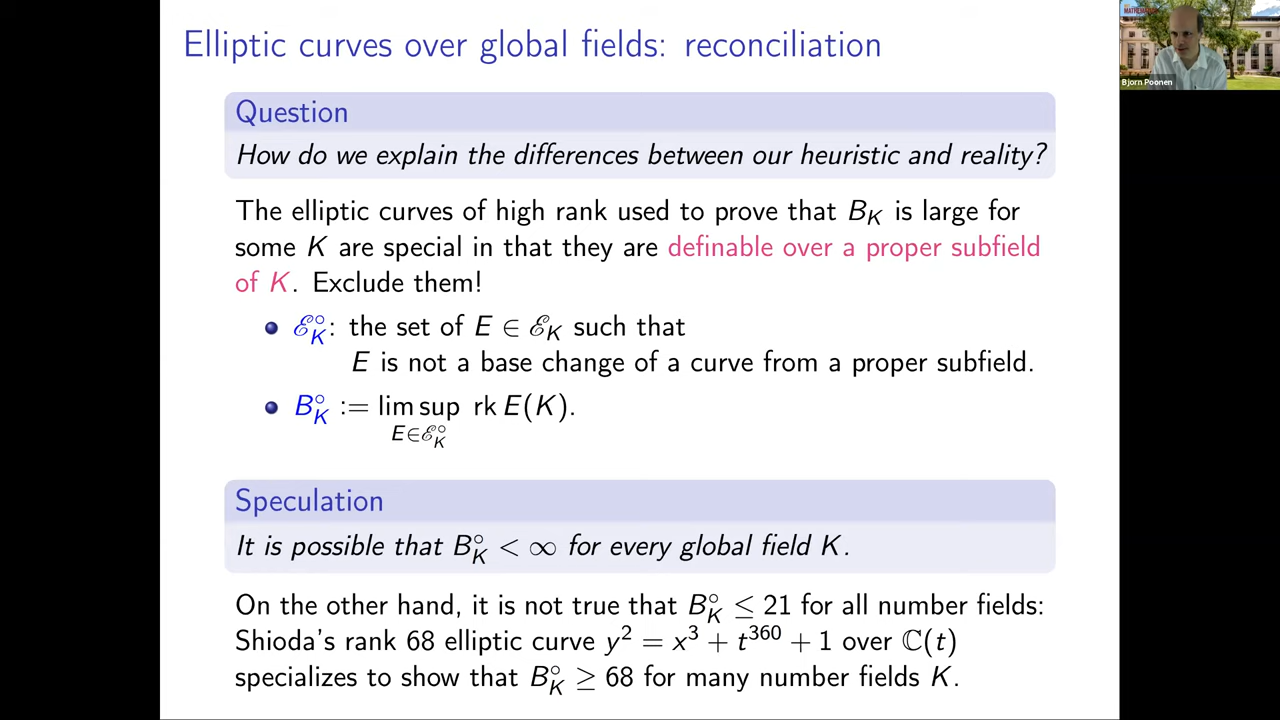 Elliptic curves over global fields: reconciliation
MATHEMATICS
Bjorn Poonen
Question
How do we explain the differences between our heuristic and reality?
The elliptic curves of high rank used to prove that B_K is large for
some K are special in that they are definable over a proper subfield
of K. Exclude them!
• ℰ°_K: the set of E ∈ ℰ_K such that
E is not a base change of a curve from a proper subfield.
• B°_K := lim sup rk E(K).
E∈ℰ°_K
Speculation
It is possible that B°_K < ∞ for every global field K.
On the other hand, it is not true that B°_K ≤ 21 for all number fields:
Shioda's rank 68 elliptic curve y² = x³ + t³⁶⁰ + 1 over ℂ(t)
specializes to show that B°_K ≥ 68 for many number fields K.